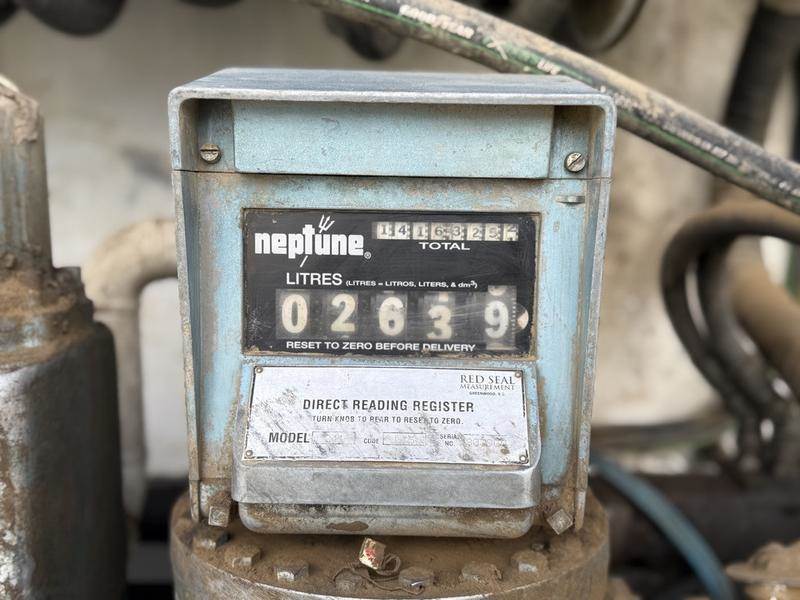 neptune®
TOTAL
LITRES (LITRES = LITROS, LITERS, & dm³)
02639
RESET TO ZERO BEFORE DELIVERY
RED SEAL
MEASUREMENT
GREENWOOD, S.C.
DIRECT READING REGISTER
TURN KNOB TO REAR TO RESET TO ZERO.
MODEL CODE SERIAL NO.